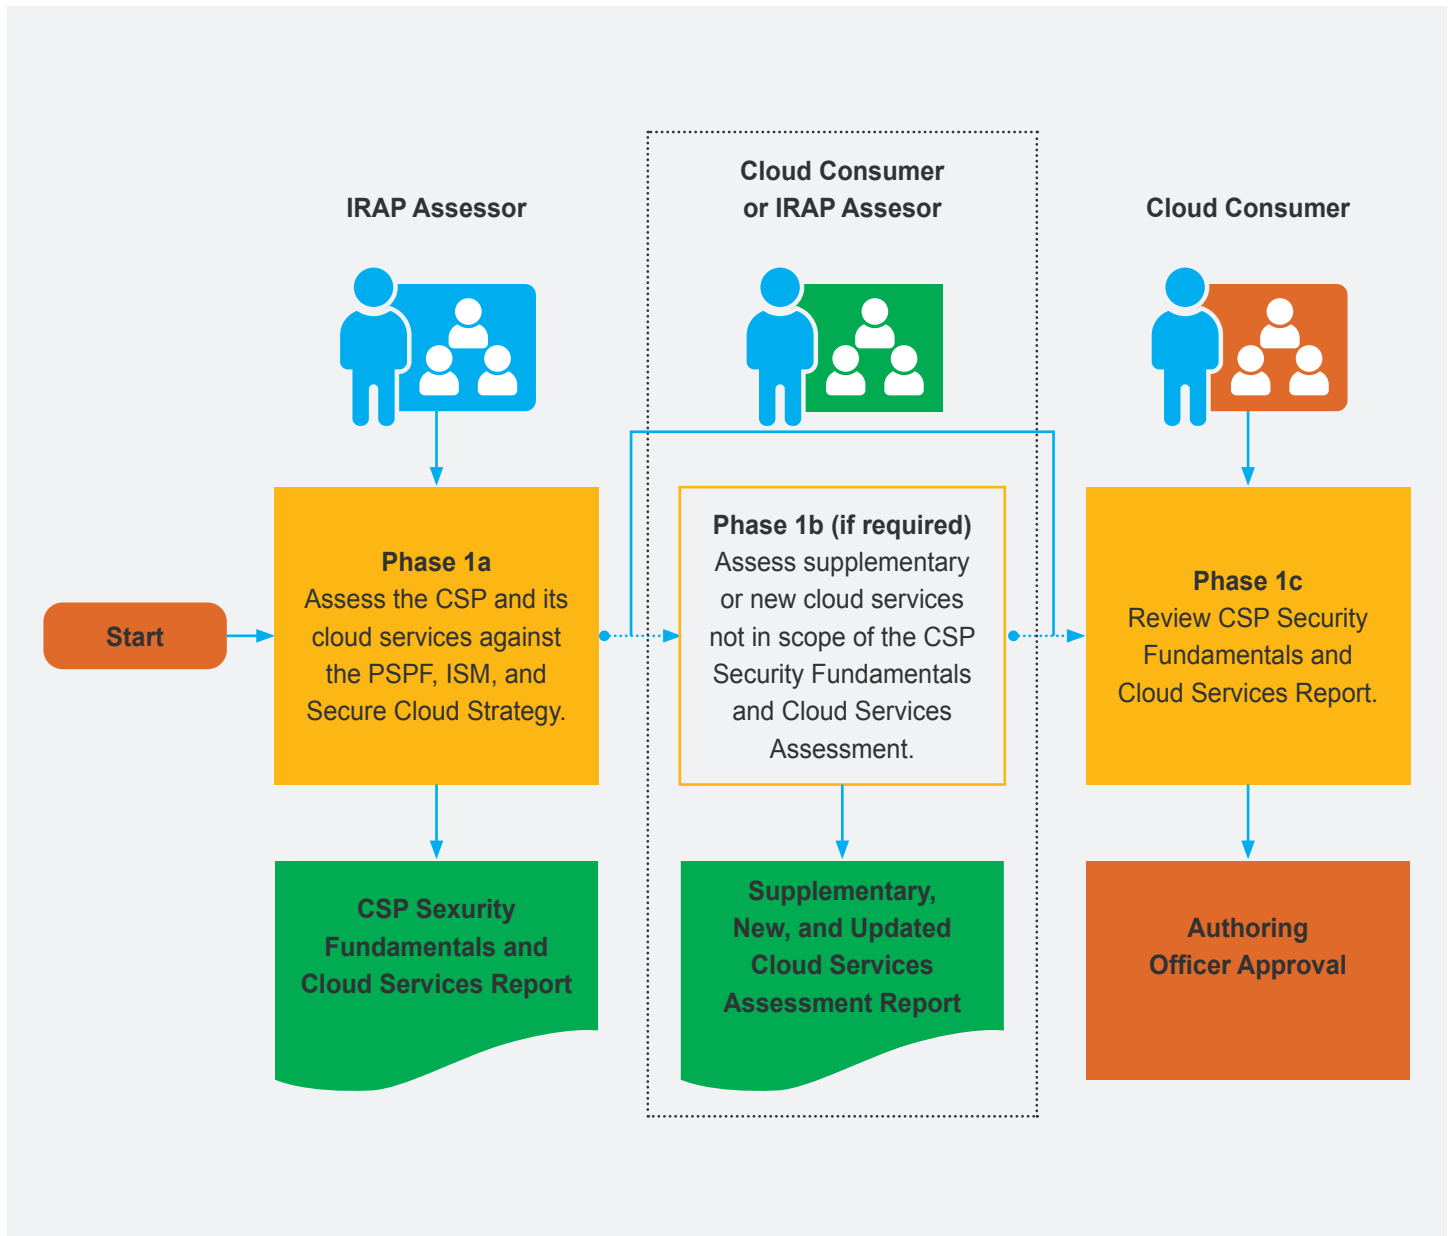 IRAP Assessor
Cloud Consumer
or IRAP Assesor
Cloud Consumer
Start
Phase 1a
Assess the CSP and its
cloud services against
the PSPF, ISM, and
Secure Cloud Strategy.
Phase 1b (if required)
Assess supplementary
or new cloud services
not in scope of the CSP
Security Fundamentals
and Cloud Services
Assessment.
Phase 1c
Review CSP Security
Fundamentals and
Cloud Services Report.
CSP Sexurity
Fundamentals and
Cloud Services Report
Supplementary,
New, and Updated
Cloud Services
Assessment Report
Authoring
Officer Approval